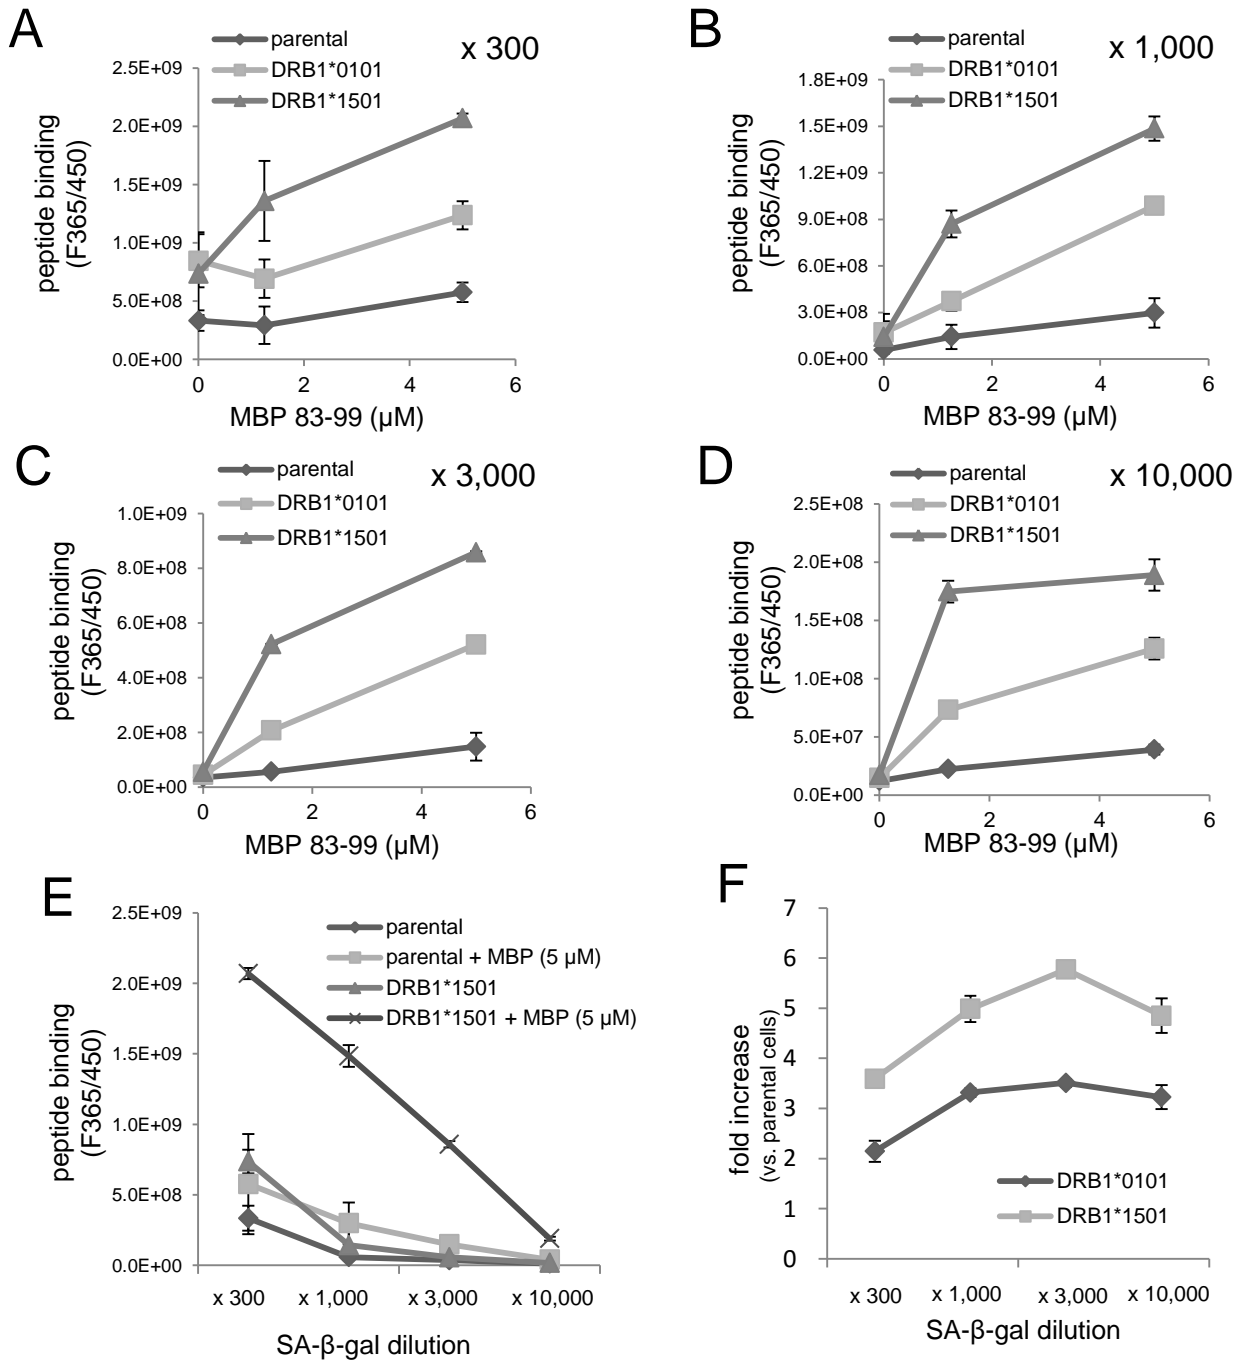 A
parental
DRB1*0101
DRB1*1501
x 300
2.5E+09
2.0E+09
1.5E+09
1.0E+09
5.0E+08
0.0E+00
peptide binding
(F365/450)
0 2 4 6
MBP 83-99 (µM)
B
parental
DRB1*0101
DRB1*1501
x 1,000
1.8E+09
1.5E+09
1.2E+09
9.0E+08
6.0E+08
3.0E+08
0.0E+00
peptide binding
(F365/450)
0 2 4 6
MBP 83-99 (µM)
C
parental
DRB1*0101
DRB1*1501
x 3,000
1.0E+09
8.0E+08
6.0E+08
4.0E+08
2.0E+08
0.0E+00
peptide binding
(F365/450)
0 2 4 6
MBP 83-99 (µM)
D
parental
DRB1*0101
DRB1*1501
x 10,000
2.5E+08
2.0E+08
1.5E+08
1.0E+08
5.0E+07
0.0E+00
peptide binding
(F365/450)
0 2 4 6
MBP 83-99 (µM)
E
parental
parental + MBP (5 µM)
DRB1*1501
DRB1*1501 + MBP (5 µM)
2.5E+09
2.0E+09
1.5E+09
1.0E+09
5.0E+08
0.0E+00
peptide binding
(F365/450)
x 300 x 1,000 x 3,000 x 10,000
SA-β-gal dilution
F
7
6
5
4
3
2
1
0
fold increase
(vs. parental cells)
DRB1*0101
DRB1*1501
x 300 x 1,000 x 3,000 x 10,000
SA-β-gal dilution